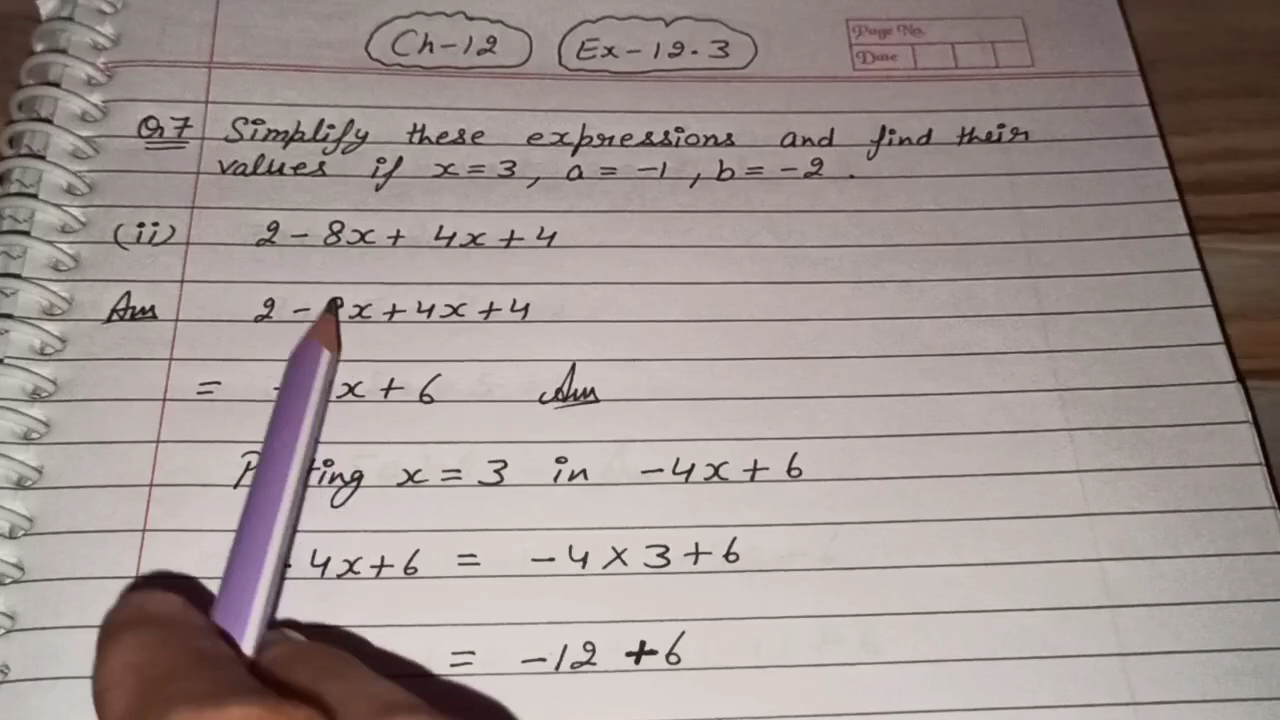 Ch-12 Ex-12.3
Page No.
Date
Q7 Simplify these expressions and find their
values if x = 3, a = -1, b = -2.
(ii) 2 - 8x + 4x + 4
Ans 2 - 8x + 4x + 4
= x + 6 Ans
Putting x = 3 in -4x + 6
4x + 6 = -4 × 3 + 6
= -12 + 6